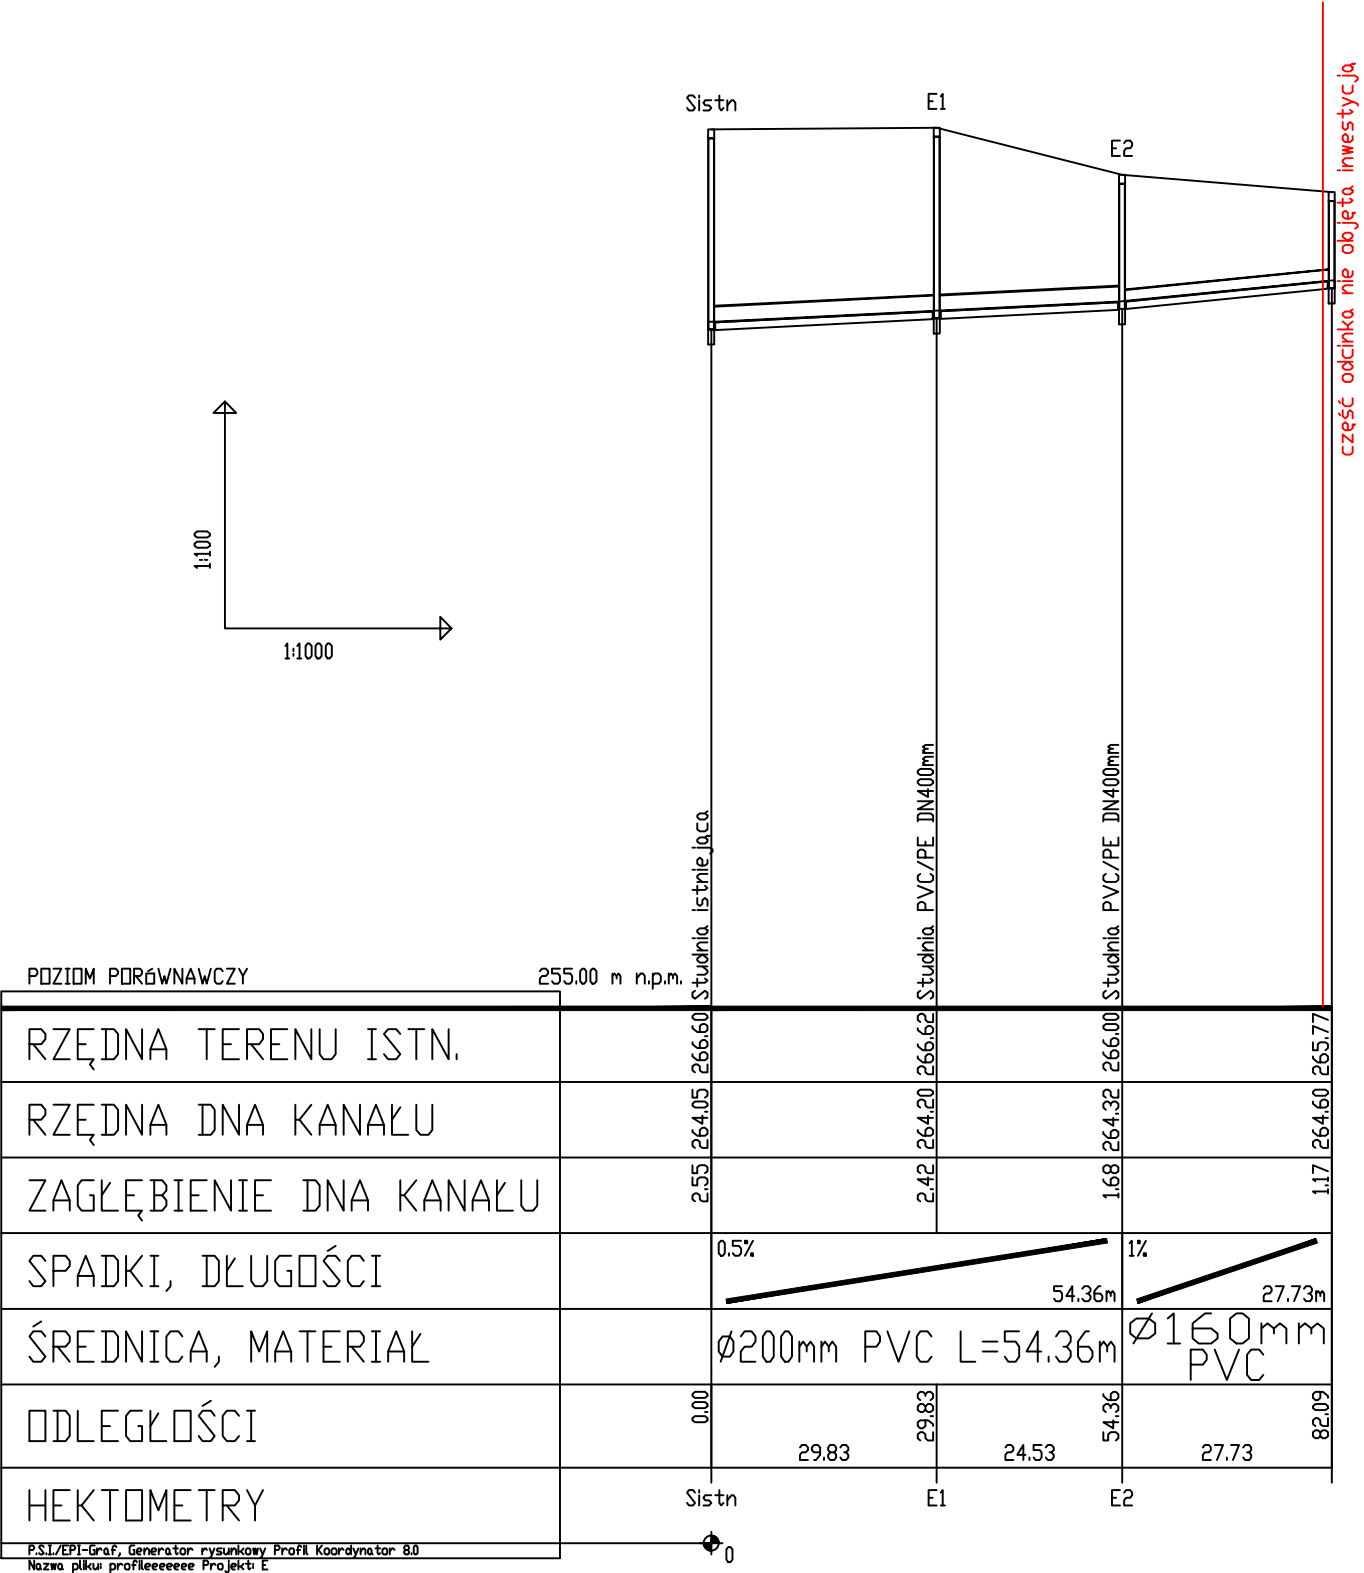 Sistn
E1
E2
część odcinka nie objęta inwestycją
1:100
1:1000
Studnia istniejąca
Studnia PVC/PE DN400mm
Studnia PVC/PE DN400mm
POZIOM PORóWNAWCZY 255.00 m n.p.m.
RZĘDNA TERENU ISTN. 266.60 266.62 266.00 265.77
RZĘDNA DNA KANAŁU 264.05 264.20 264.32 264.60
ZAGŁĘBIENIE DNA KANAŁU 2.55 2.42 1.68 1.17
SPADKI, DŁUGOŚCI 0.5% 54.36m 1% 27.73m
ŚREDNICA, MATERIAŁ Ø200mm PVC L=54.36m Ø160mm
PVC
ODLEGŁOŚCI 0.00 29.83 54.36 82.09
29.83 24.53 27.73
HEKTOMETRY Sistn E1 E2
0
P.S.I./EPI-Graf, Generator rysunkowy Profil Koordynator 8.0
Nazwa pliku: profileeeeeee Projekt: E